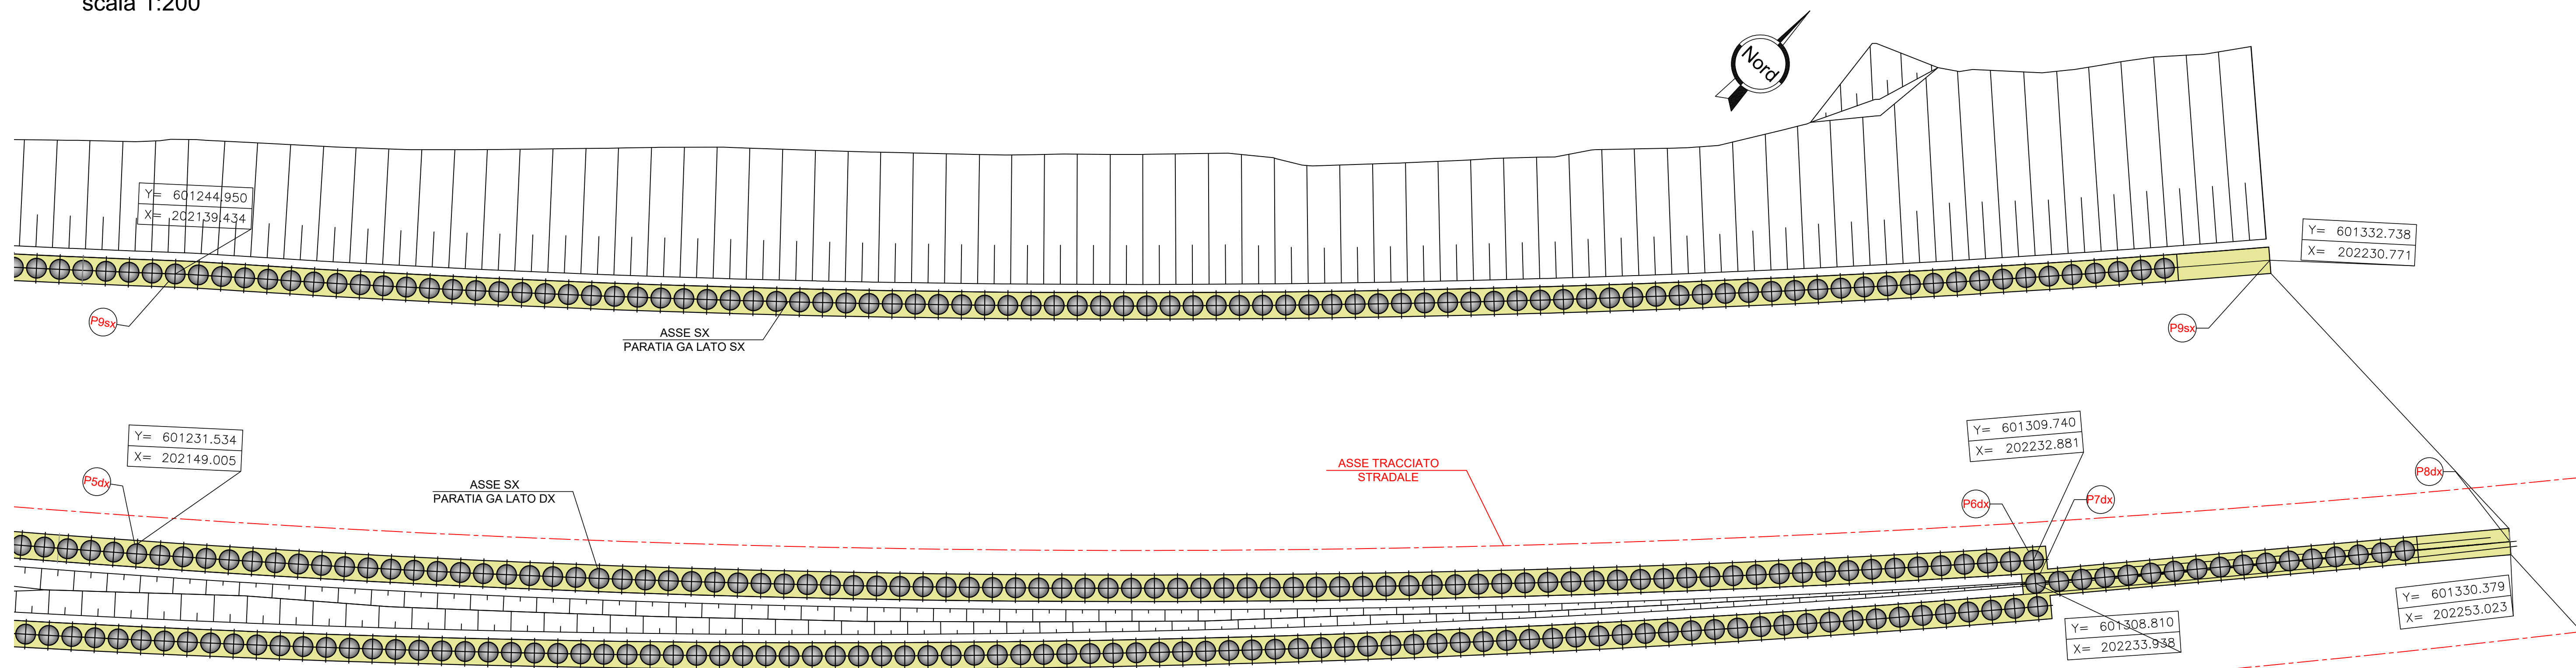 scala 1:200
Nord
Y= 601244.950
X= 202139.434
Y= 601332.738
X= 202230.771
P9sx
ASSE SX
PARATIA GA LATO SX
P9sx
Y= 601231.534
X= 202149.005
Y= 601309.740
X= 202232.881
P5dx
ASSE SX
PARATIA GA LATO DX
ASSE TRACCIATO
STRADALE
P8dx
P6dx
P7dx
Y= 601330.379
X= 202253.023
Y= 601308.810
X= 202233.938